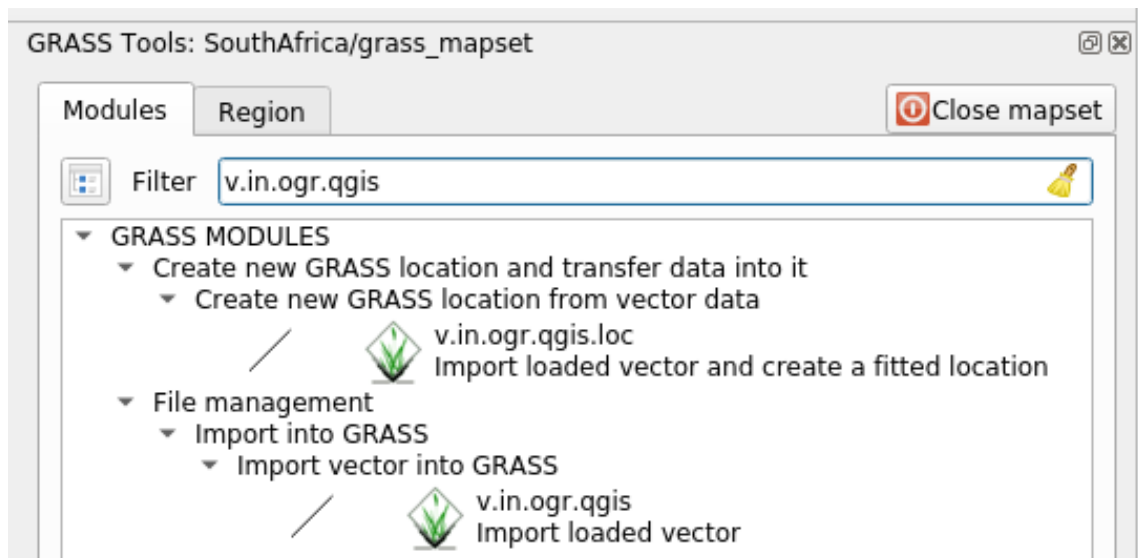 GRASS Tools: SouthAfrica/grass_mapset
Modules Region Close mapset
Filter v.in.ogr.qgis
GRASS MODULES
Create new GRASS location and transfer data into it
Create new GRASS location from vector data
v.in.ogr.qgis.loc
Import loaded vector and create a fitted location
File management
Import into GRASS
Import vector into GRASS
v.in.ogr.qgis
Import loaded vector